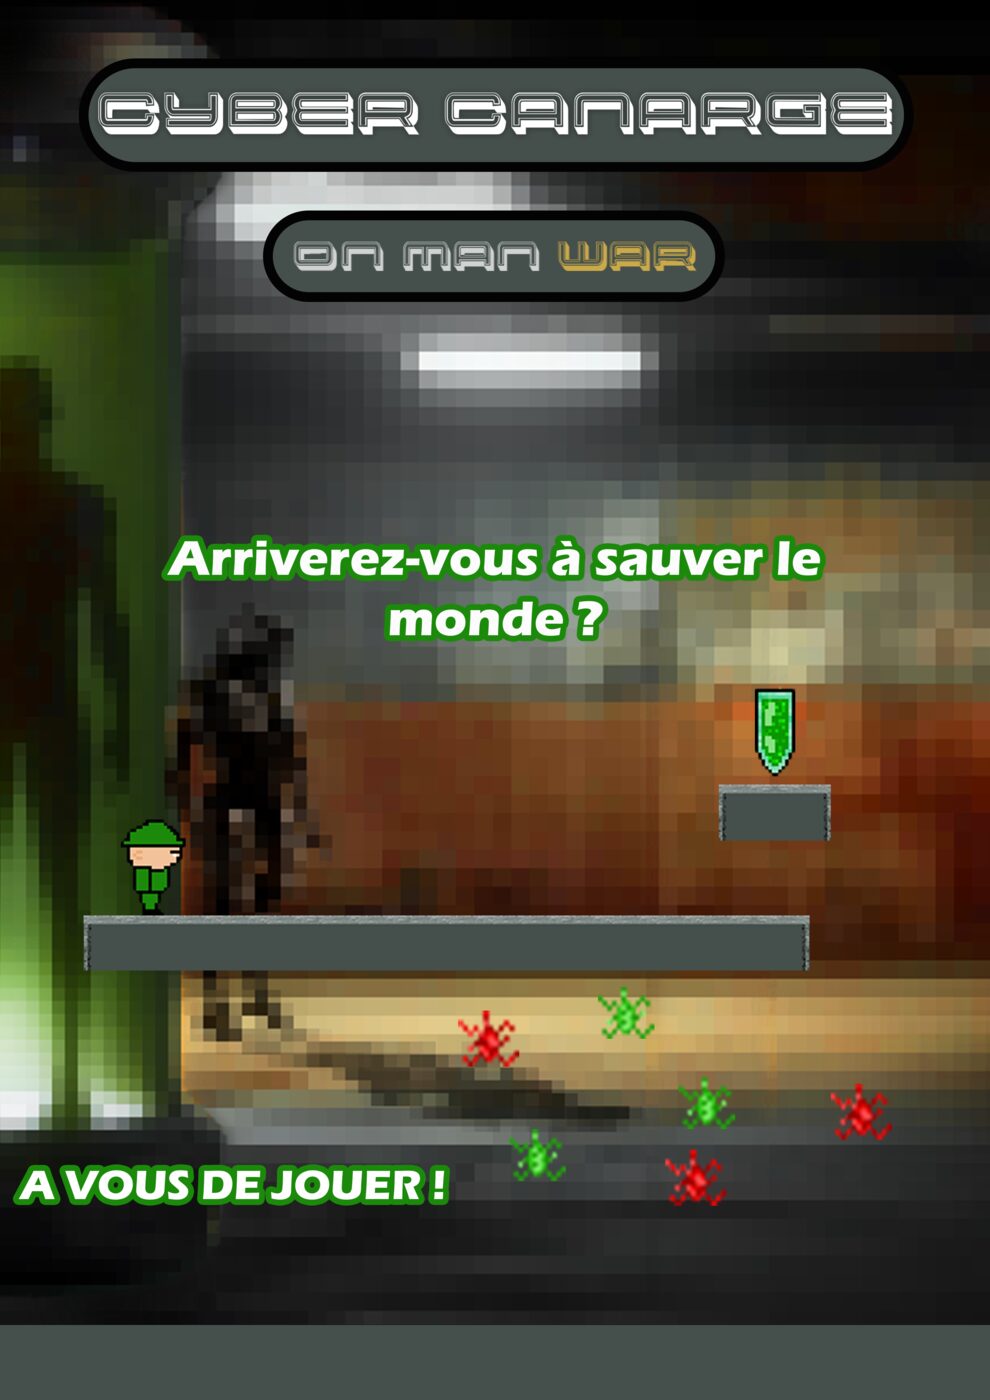 CYBER CANARGE
ON MAN WAR
Arriverez-vous à sauver le
monde ?
A VOUS DE JOUER !